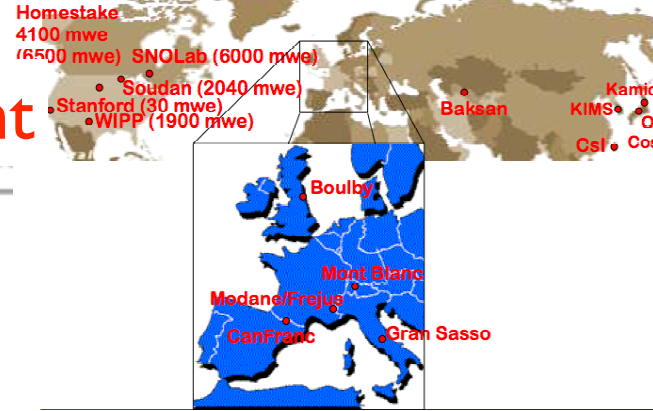 Homestake
4100 mwe
(6500 mwe) SNOLab (6000 mwe)
Soudan (2040 mwe)
Stanford (30 mwe)
WIPP (1900 mwe)
Baksan
KIMS
CsI
Boulby
Mont Blanc
Modane/Frejus
CanFranc
Gran Sasso